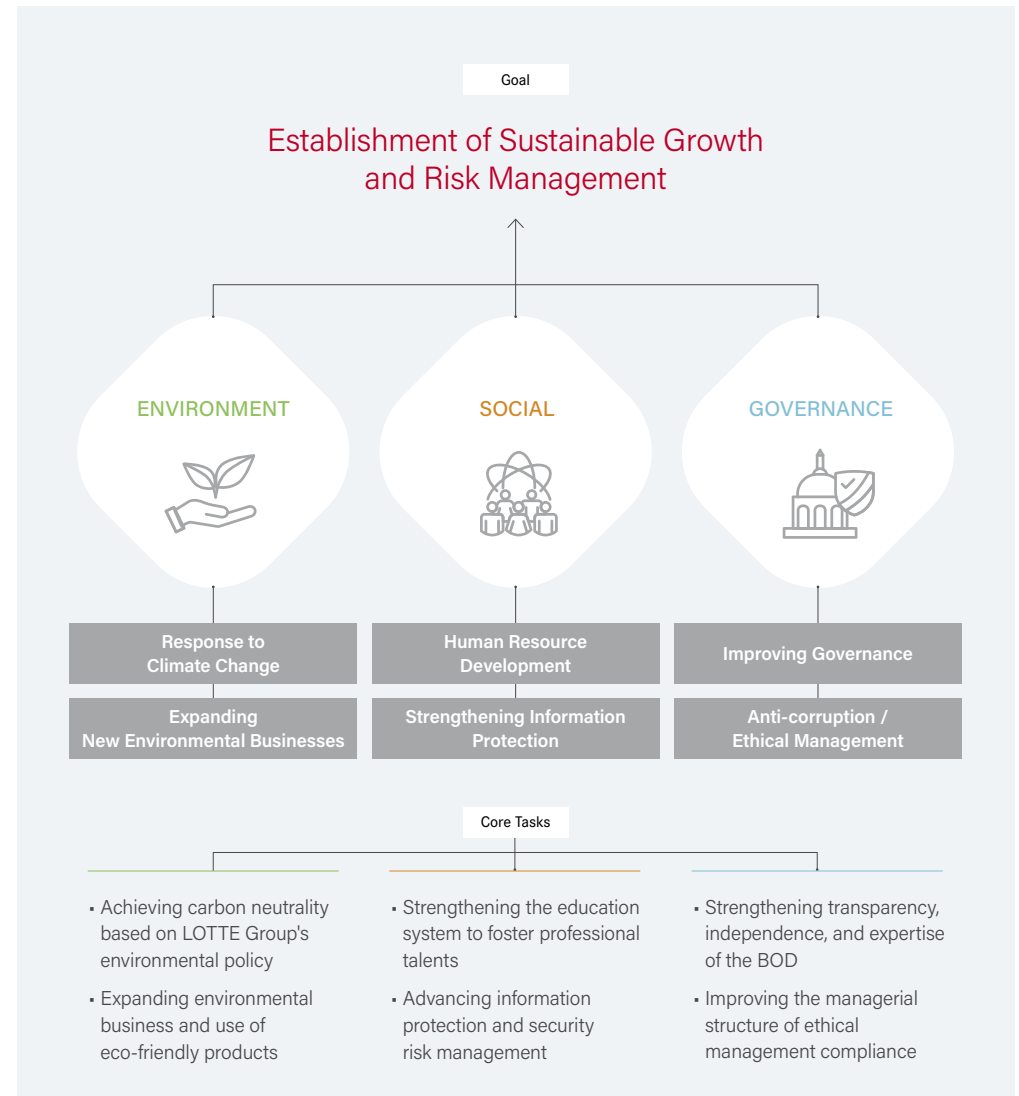 Goal
Establishment of Sustainable Growth
and Risk Management
ENVIRONMENT
SOCIAL
GOVERNANCE
Response to
Climate Change
Human Resource
Development
Improving Governance
Expanding
New Environmental Businesses
Strengthening Information
Protection
Anti-corruption /
Ethical Management
Core Tasks
• Achieving carbon neutrality
based on LOTTE Group's
environmental policy
• Expanding environmental
business and use of
eco-friendly products
• Strengthening the education
system to foster professional
talents
• Advancing information
protection and security
risk management
• Strengthening transparency,
independence, and expertise
of the BOD
• Improving the managerial
structure of ethical
management compliance